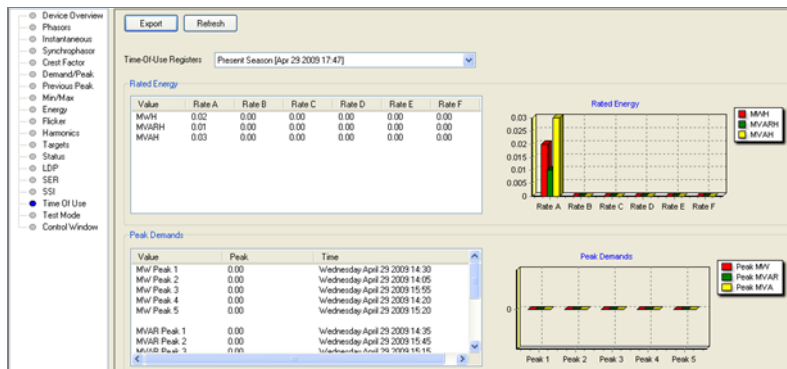 Device Overview
Phasors
Instantaneous
Synchrophasor
Crest Factor
Demand/Peak
Previous Peak
Min/Max
Energy
Flicker
Harmonics
Targets
Status
LDP
SER
SSI
Time Of Use
Test Mode
Control Window
Export Refresh
Time-Of-Use Registers Present Season [Apr 29 2009 17:47]
Rated Energy
Value Rate A Rate B Rate C Rate D Rate E Rate F
MWH 0.02 0.00 0.00 0.00 0.00 0.00
MVARH 0.01 0.00 0.00 0.00 0.00 0.00
MVAH 0.03 0.00 0.00 0.00 0.00 0.00
Rated Energy
0.03
0.025
0.02
0.015
0.01
0.005
0
Rate A Rate B Rate C Rate D Rate E Rate F
MWH
MVARH
MVAH
Peak Demands
Value Peak Time
MW Peak 1 0.00 Wednesday April 29 2009 14:30
MW Peak 2 0.00 Wednesday April 29 2009 14:05
MW Peak 3 0.00 Wednesday April 29 2009 15:55
MW Peak 4 0.00 Wednesday April 29 2009 14:20
MW Peak 5 0.00 Wednesday April 29 2009 15:20
MVAR Peak 1 0.00 Wednesday April 29 2009 14:35
MVAR Peak 2 0.00 Wednesday April 29 2009 15:45
MVAR Peak 3 0.00 Wednesday April 29 2009 15:15
Peak Demands
0
Peak 1 Peak 2 Peak 3 Peak 4 Peak 5
Peak MW
Peak MVAR
Peak MVA